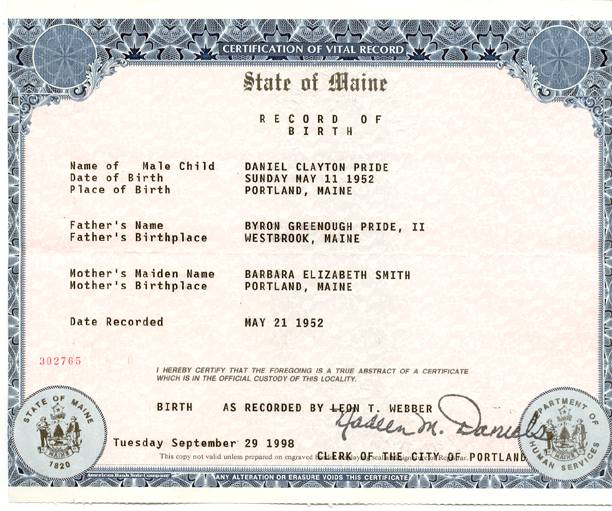 CERTIFICATION OF VITAL RECORD
State of Maine
RECORD OF
BIRTH
Name of Male Child DANIEL CLAYTON PRIDE
Date of Birth SUNDAY MAY 11 1952
Place of Birth PORTLAND, MAINE
Father's Name BYRON GREENOUGH PRIDE, II
Father's Birthplace WESTBROOK, MAINE
Mother's Maiden Name BARBARA ELIZABETH SMITH
Mother's Birthplace PORTLAND, MAINE
Date Recorded MAY 21 1952
302765
I HEREBY CERTIFY THAT THE FOREGOING IS A TRUE ABSTRACT OF A CERTIFICATE
WHICH IS IN THE OFFICIAL CUSTODY OF THIS LOCALITY.
BIRTH AS RECORDED BY LEON T. WEBBER
Nadeen M. Daniels
STATE OF MAINE
1820
HUMAN SERVICES
Tuesday September 29 1998
This copy not valid unless prepared on engraved
CLERK OF THE CITY OF PORTLAND
American Bank Note Company
ANY ALTERATION OR ERASURE VOIDS THIS CERTIFICATE